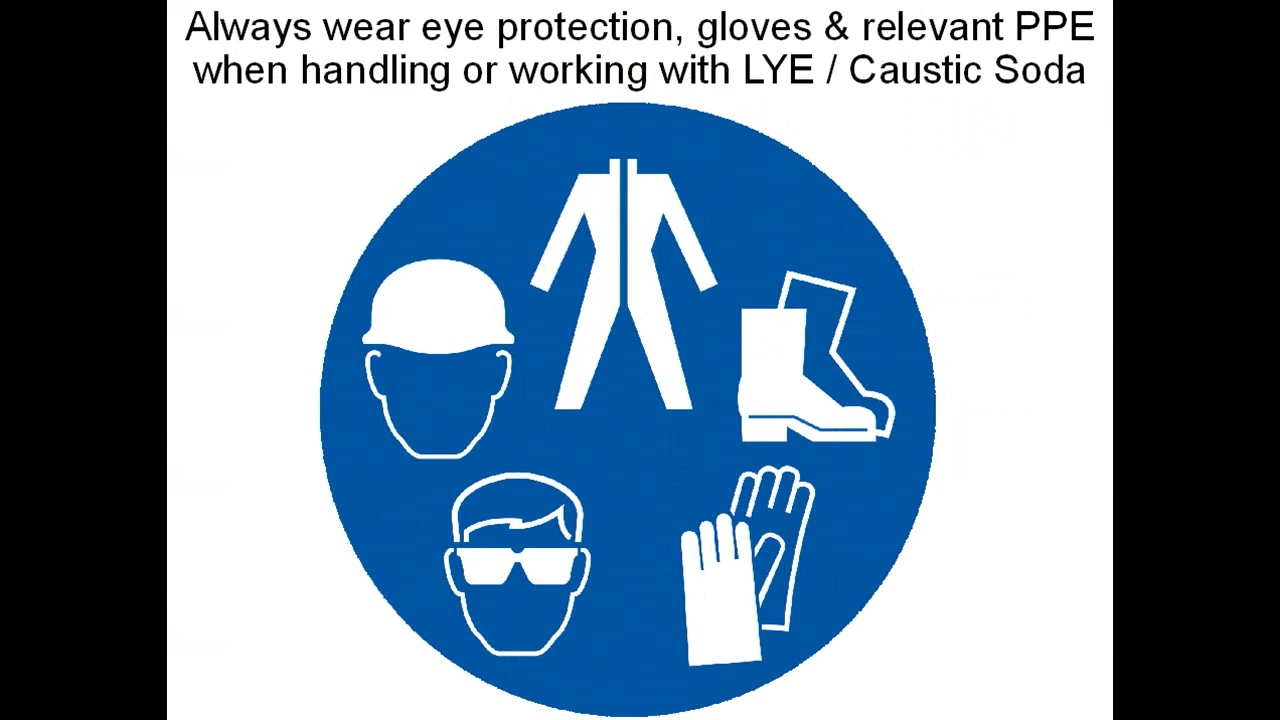 Always wear eye protection, gloves & relevant PPE
when handling or working with LYE / Caustic Soda